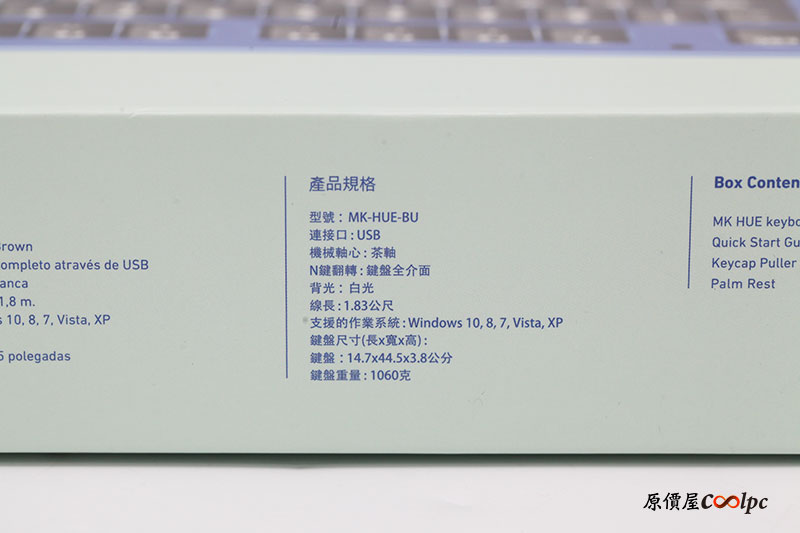 Brown
ompleto através de USB
anca
1,8 m.
s 10, 8, 7, Vista, XP
5 polegadas
產品規格
型號：MK-HUE-BU
連接口：USB
機械軸心：茶軸
N鍵翻轉：鍵盤全介面
背光：白光
線長：1.83公尺
支援的作業系統：Windows 10, 8, 7, Vista, XP
鍵盤尺寸(長x寬x高)：
鍵盤：14.7x44.5x3.8公分
鍵盤重量：1060克
Box Conten
MK HUE keybo
Quick Start Gu
Keycap Puller
Palm Rest
原價屋Coolpc